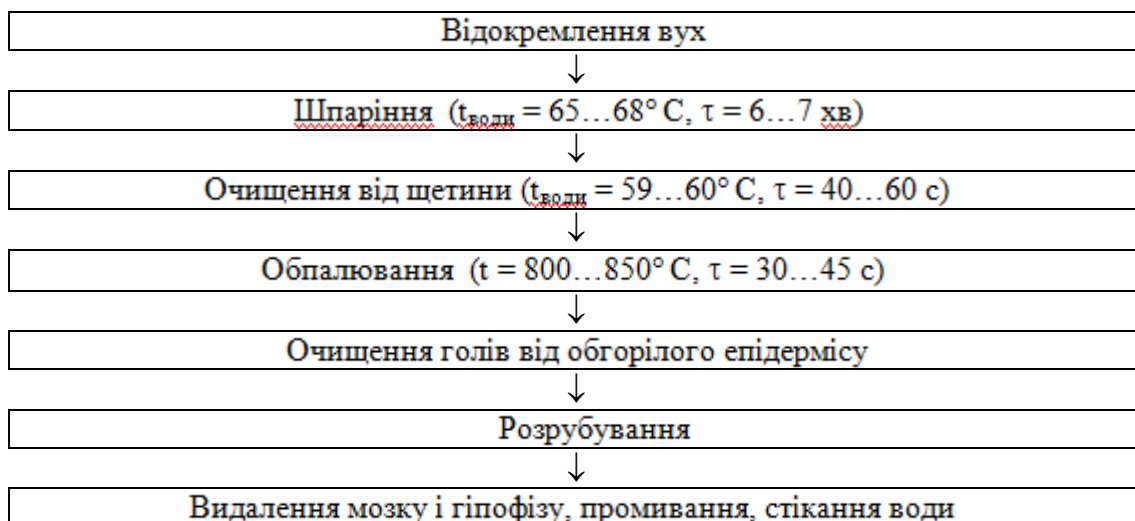 Відокремлення вух
↓
Шпаріння (tводи = 65…68° С, τ = 6…7 хв)
↓
Очищення від щетини (tводи = 59…60° С, τ = 40…60 с)
↓
Обпалювання (t = 800…850° С, τ = 30…45 с)
↓
Очищення голів від обгорілого епідермісу
↓
Розрубування
↓
Видалення мозку і гіпофізу, промивання, стікання води